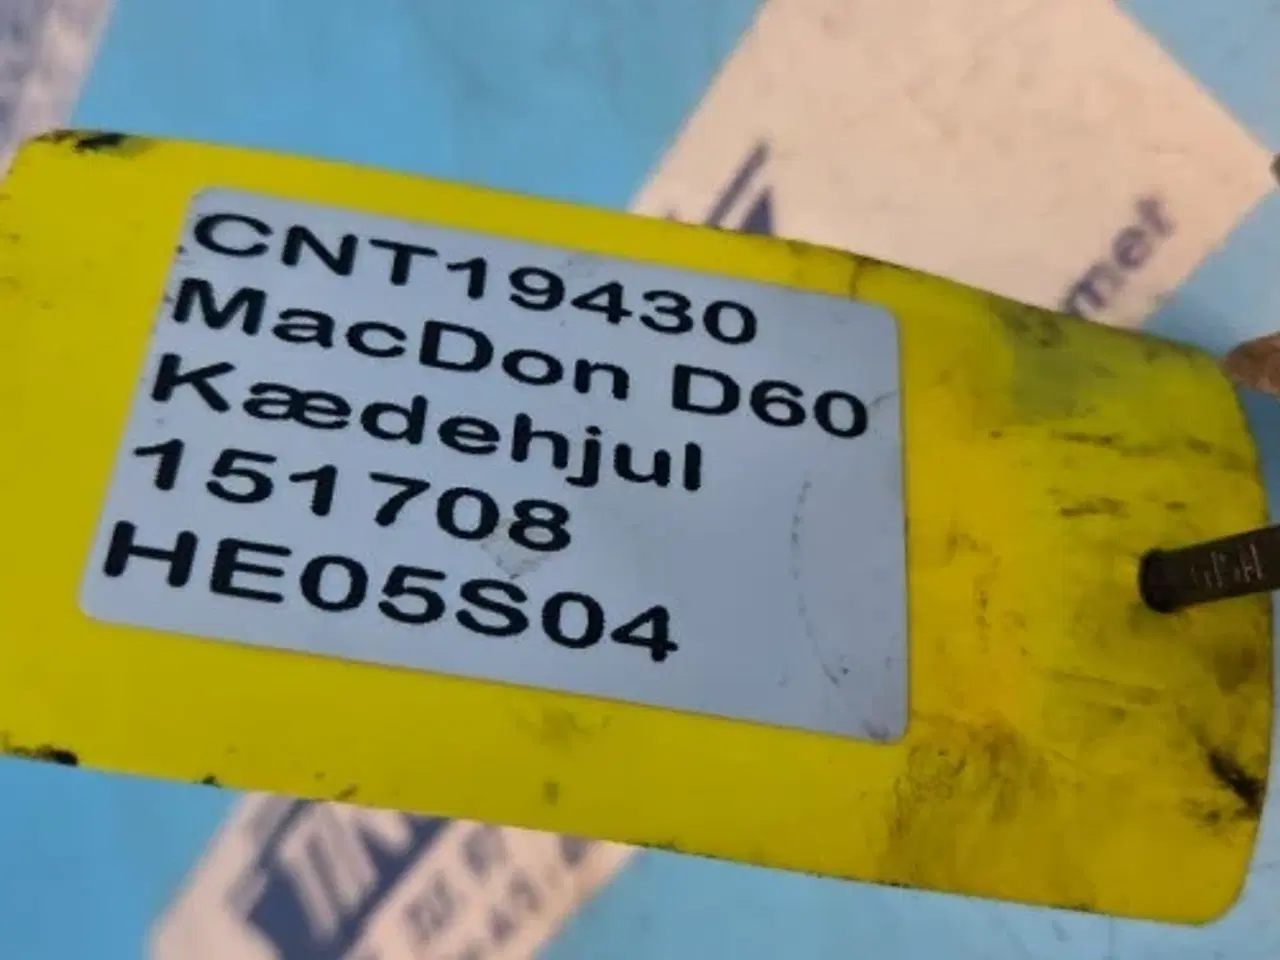 CNT19430
MacDon D60
Kædehjul
151708
HE05S04